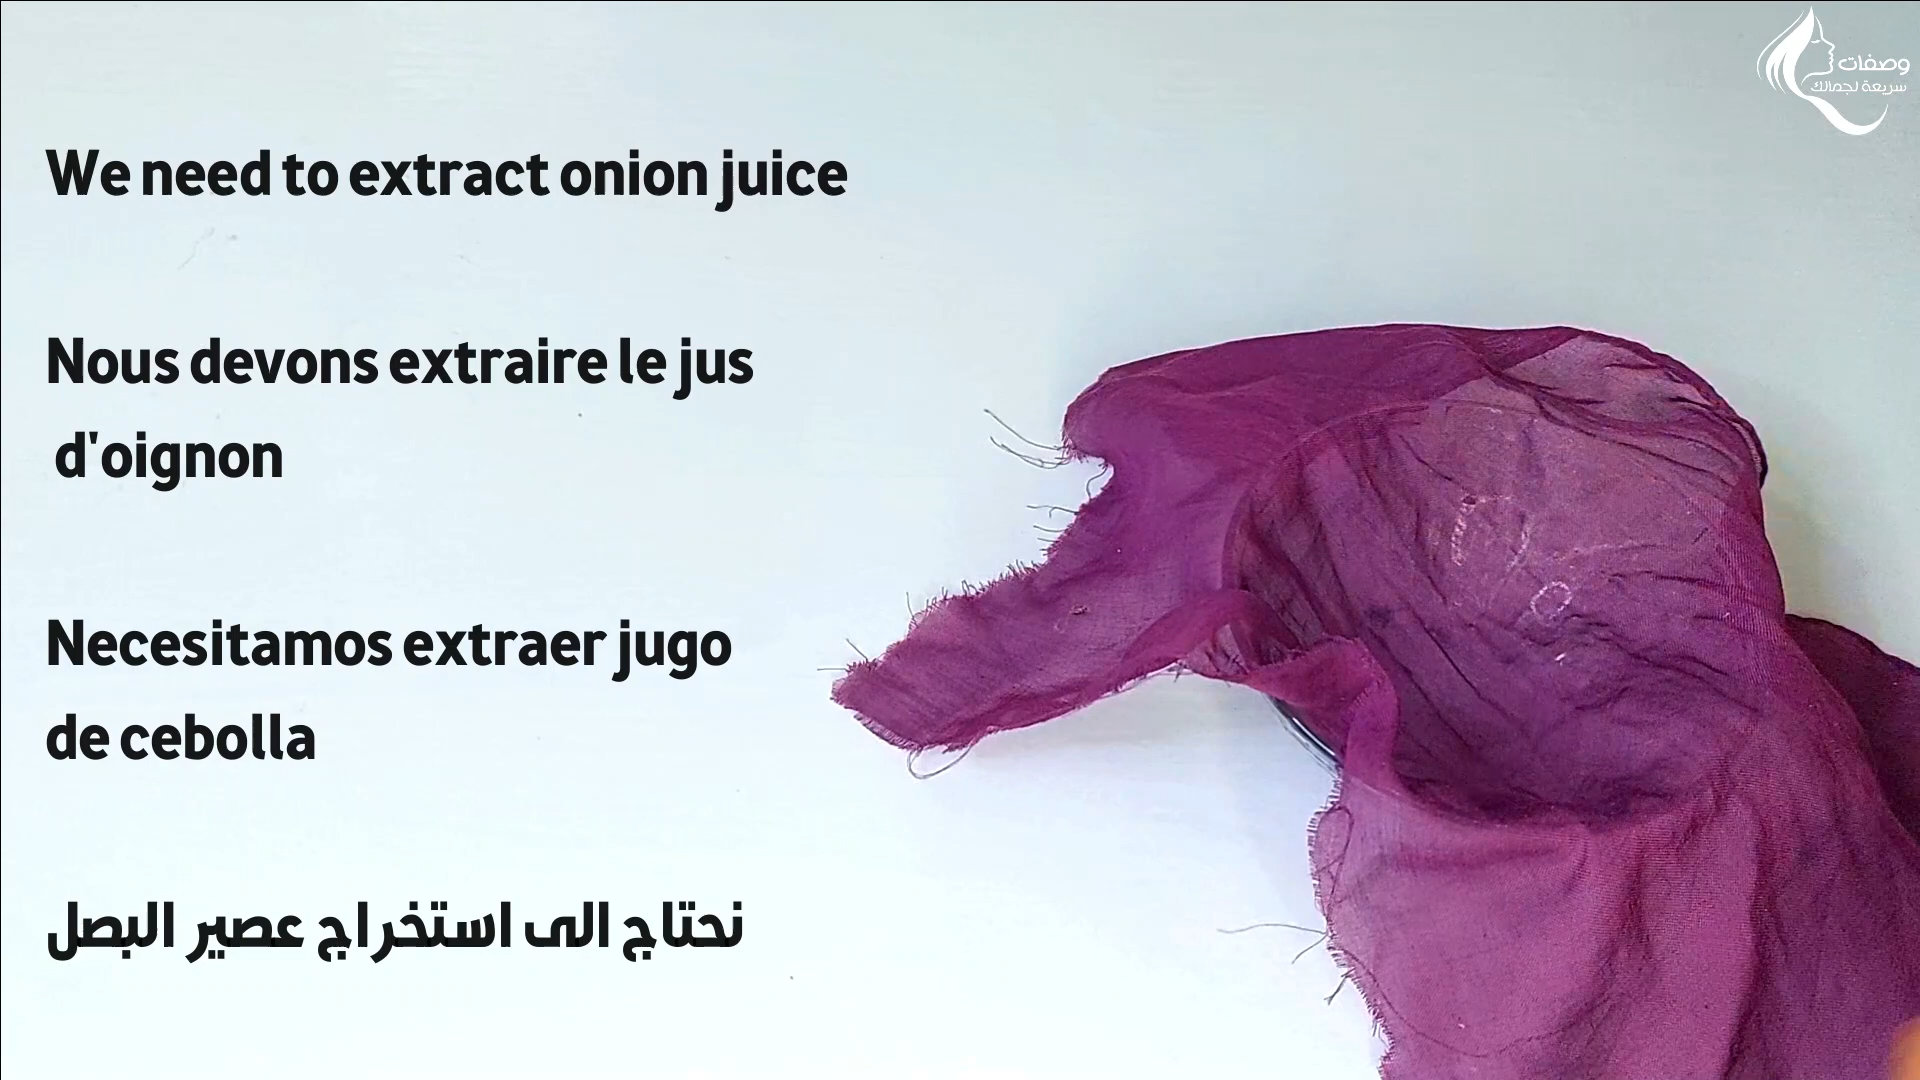 وصفات
سريعة لجمالك
We need to extract onion juice
Nous devons extraire le jus
d'oignon
Necesitamos extraer jugo
de cebolla
نحتاج الى استخراج عصير البصل